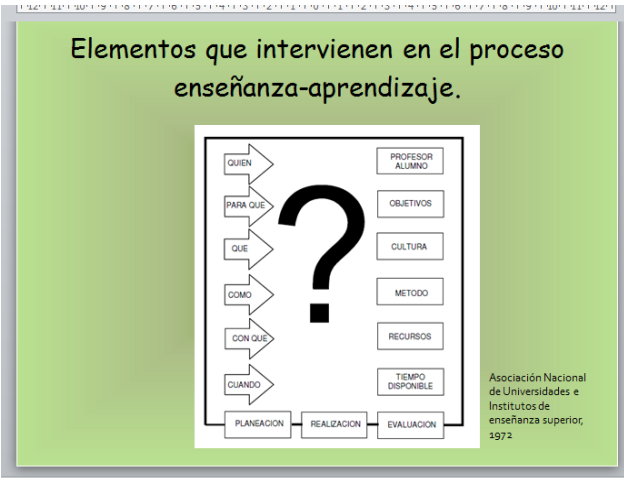 Elementos que intervienen en el proceso
enseñanza-aprendizaje.
QUIEN
PROFESOR
ALUMNO
PARA QUE
OBJETIVOS
?
QUE
CULTURA
COMO
METODO
CON QUE
RECURSOS
CUANDO
TIEMPO
DISPONIBLE
PLANEACION
REALIZACION
EVALUACION
Asociación Nacional
de Universidades e
Institutos de
enseñanza superior,
1972